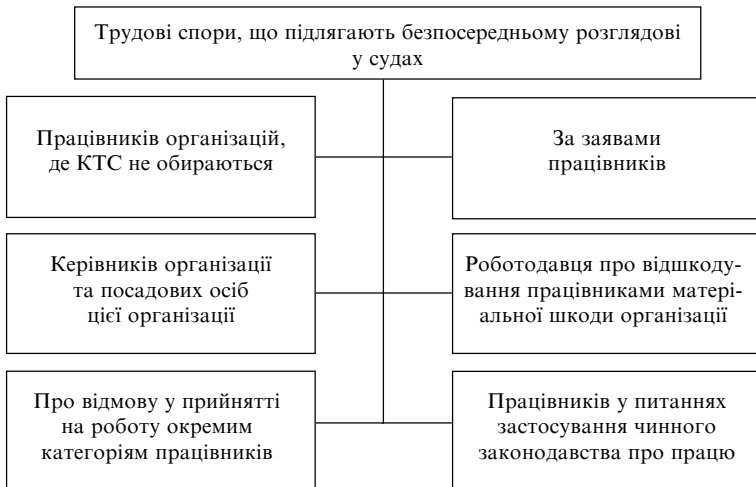 Трудові спори, що підлягають безпосередньому розглядові
у судах
Працівників організацій,
де КТС не обираються
За заявами
працівників
Керівників організації
та посадових осіб
цієї організації
Роботодавця про відшкоду-
вання працівниками матері-
альної шкоди організації
Про відмову у прийнятті
на роботу окремим
категоріям працівників
Працівників у питаннях
застосування чинного
законодавства про працю